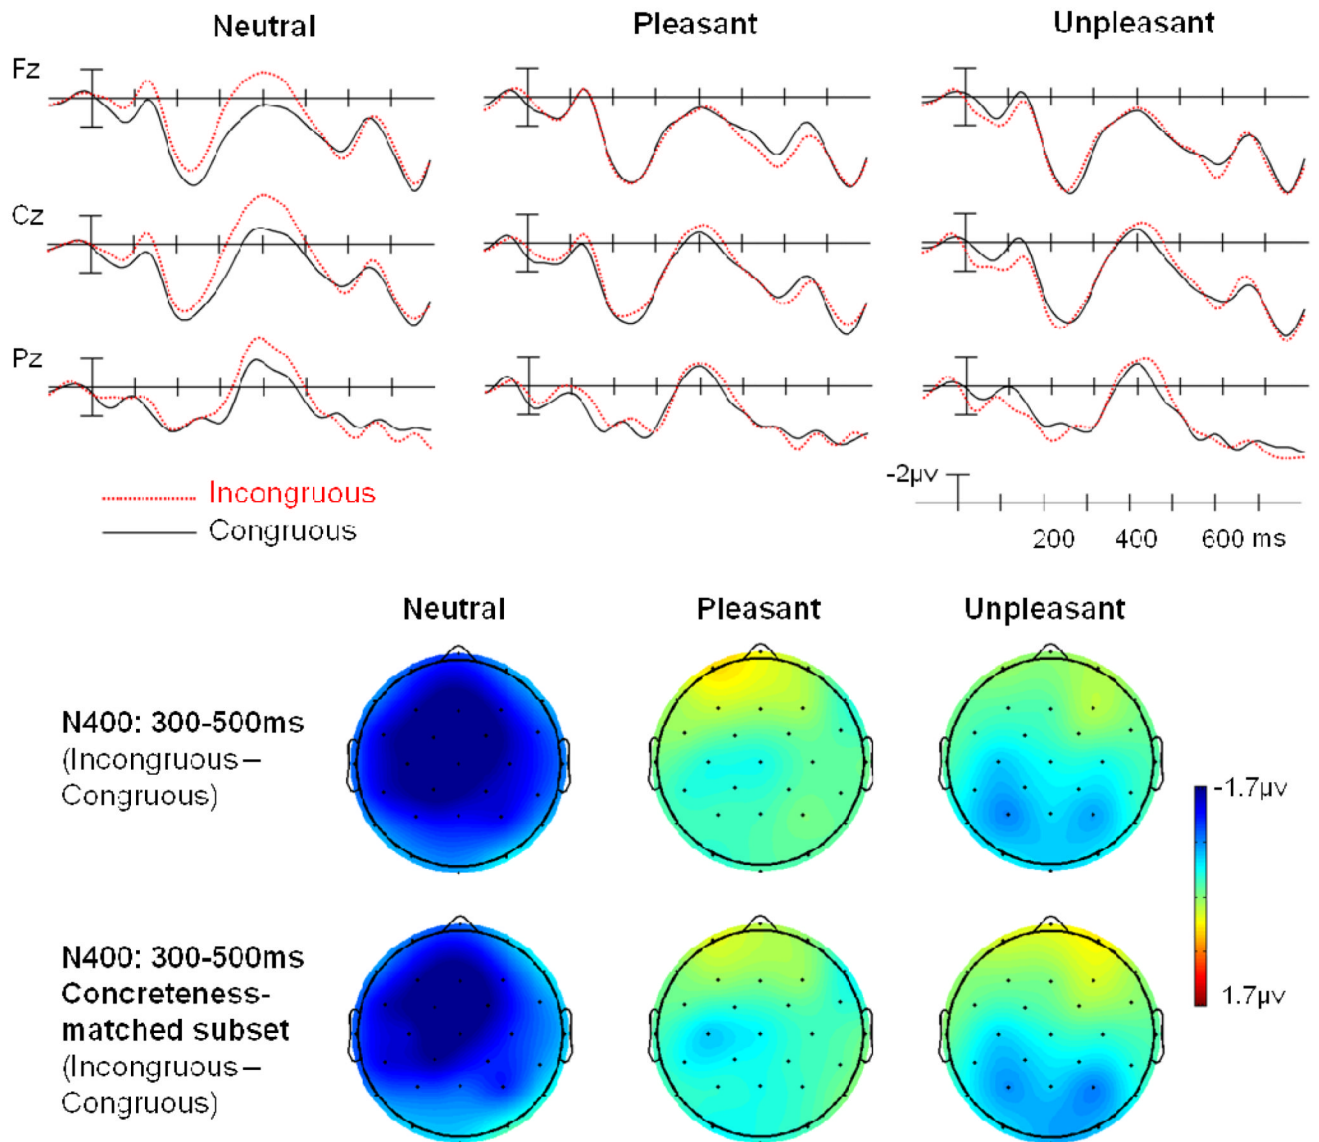 Neutral Pleasant Unpleasant
Fz
Cz
Pz
Incongruous
Congruous
-2µv
200 400 600 ms
Neutral Pleasant Unpleasant
N400: 300-500ms
(Incongruous –
Congruous)
-1.7µv
1.7µv
N400: 300-500ms
Concreteness-
matched subset
(Incongruous –
Congruous)